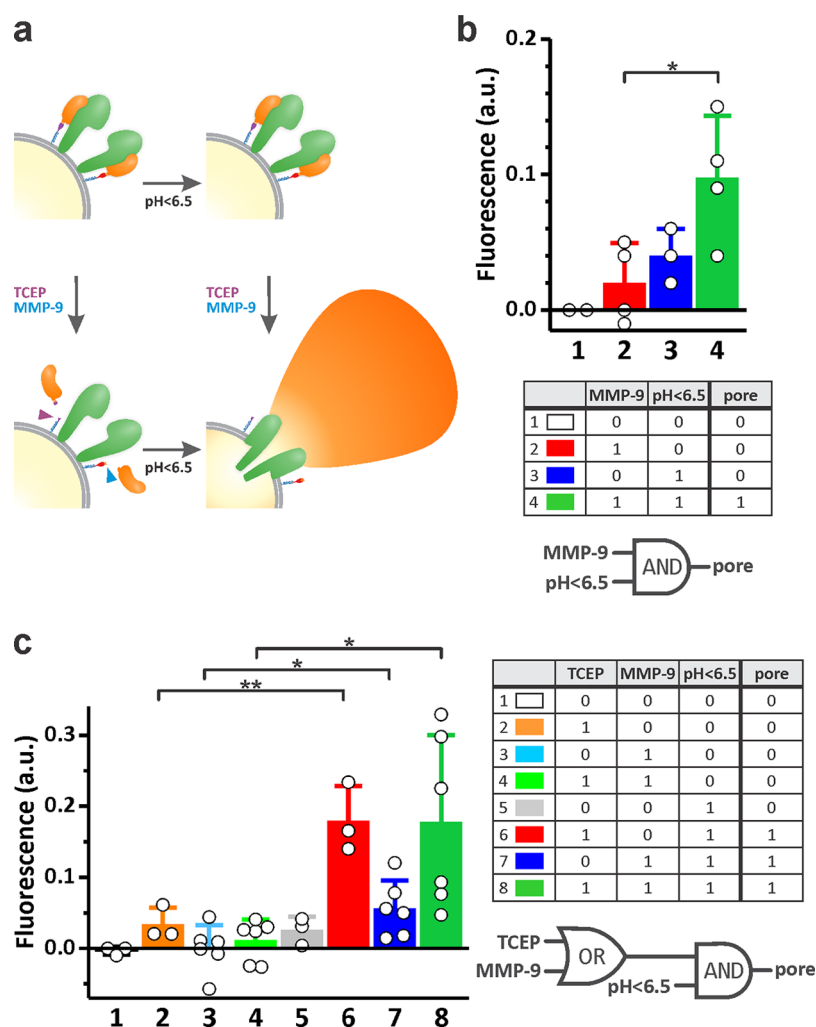 a
pH<6.5
TCEP
MMP-9
TCEP
MMP-9
pH<6.5
b
Fluorescence (a.u.)
0.2
0.1
0.0
*
1 2 3 4
MMP-9 pH<6.5 pore
1 0 0 0
2 1 0 0
3 0 1 0
4 1 1 1
MMP-9
pH<6.5
AND
pore
c
Fluorescence (a.u.)
0.3
0.2
0.1
0.0
*
*
**
1 2 3 4 5 6 7 8
TCEP MMP-9 pH<6.5 pore
1 0 0 0 0
2 1 0 0 0
3 0 1 0 0
4 1 1 0 0
5 0 0 1 0
6 1 0 1 1
7 0 1 1 1
8 1 1 1 1
TCEP
MMP-9
OR
pH<6.5
AND
pore